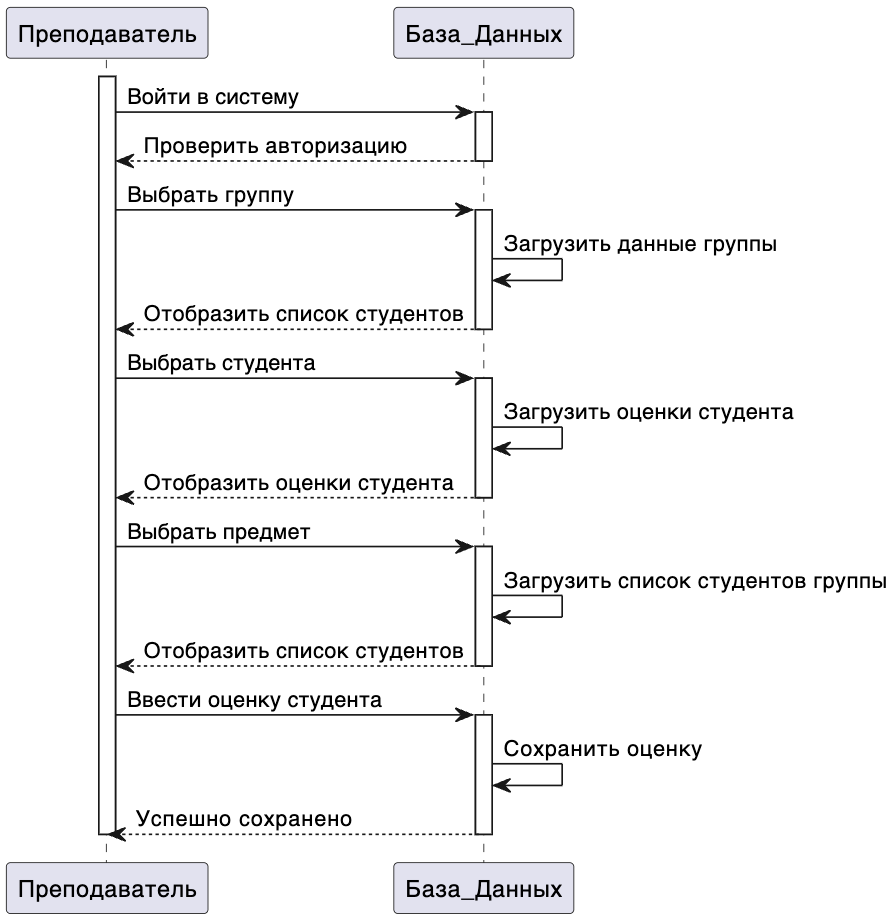 Преподаватель
База_Данных
Войти в систему
Проверить авторизацию
Выбрать группу
Загрузить данные группы
Отобразить список студентов
Выбрать студента
Загрузить оценки студента
Отобразить оценки студента
Выбрать предмет
Загрузить список студентов группы
Отобразить список студентов
Ввести оценку студента
Сохранить оценку
Успешно сохранено
Преподаватель
База_Данных